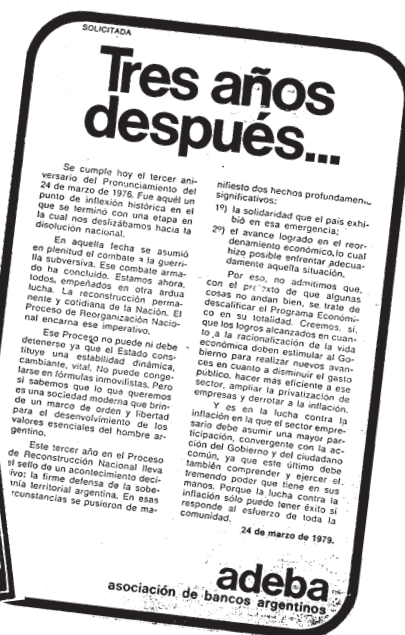 SOLICITADA
Tres años
después...
Se cumple hoy el tercer ani-
versario del Pronunciamiento del
24 de marzo de 1976. Fue aquél un
punto de inflexión histórica en el
que se terminó con una etapa en
la cual nos deslizábamos hacia la
disolución nacional.
En aquella fecha se asumió
en plenitud el combate a la guerri-
lla subversiva. Ese combate arma-
do ha concluido. Estamos ahora,
todos, empeñados en otra ardua
lucha. La reconstrucción perma-
nente y cotidiana de la Nación. El
Proceso de Reorganización Nacio-
nal encarna ese imperativo.
Ese Proceso no puede ni debe
detenerse ya que el Estado cons-
tituye una estabilidad dinámica,
cambiante, vital. No puede conge-
larse en fórmulas inmovilistas. Pero
si sabemos que lo que queremos
es una sociedad moderna que brin-
de un marco de orden y libertad
para el desenvolvimiento de los
valores esenciales del hombre ar-
gentino.
Este tercer año en el Proceso
de Reconstrucción Nacional lleva
el sello de un acontecimiento deci-
ivo; la firme defensa de la sobe-
nía territorial argentina. En esas
rcunstancias se pusieron de ma-
nifiesto dos hechos profundamen
significativos:
1º) la solidaridad que el país exhi-
bió en esa emergencia;
2º) el avance logrado en el reor-
denamiento económico, lo cual
hizo posible enfrentar adecua-
damente aquella situación.
Por eso, no admitimos que,
con el pretexto de que algunas
cosas no andan bien, se trate de
descalificar el Programa Económi-
co en su totalidad. Creemos, sí,
que los logros alcanzados en cuan-
to a la racionalización de la vida
económica deben estimular al Go-
bierno para realizar nuevos avan-
ces en cuanto a disminuir el gasto
público, hacer más eficiente a ese
sector, ampliar la privatización de
empresas y derrotar a la inflación.
Y es en la lucha contra la
inflación en la que el sector empre-
sario debe asumir una mayor par-
ticipación, convergente con la ac-
ción del Gobierno y del ciudadano
común, ya que este último debe
también comprender y ejercer el
tremendo poder que tiene en sus
manos. Porque la lucha contra la
inflación sólo puede tener éxito si
responde al esfuerzo de toda la
comunidad.
24 de marzo de 1979.
adeba
asociación de bancos argentinos